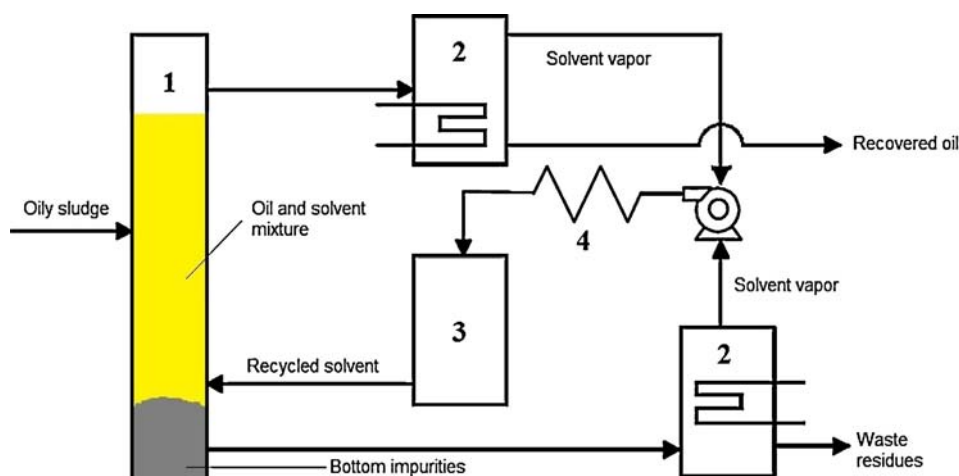 1
2
Solvent vapor
Recovered oil
Oily sludge
Oil and solvent
mixture
4
Solvent vapor
3
2
Recycled solvent
Waste
residues
Bottom impurities